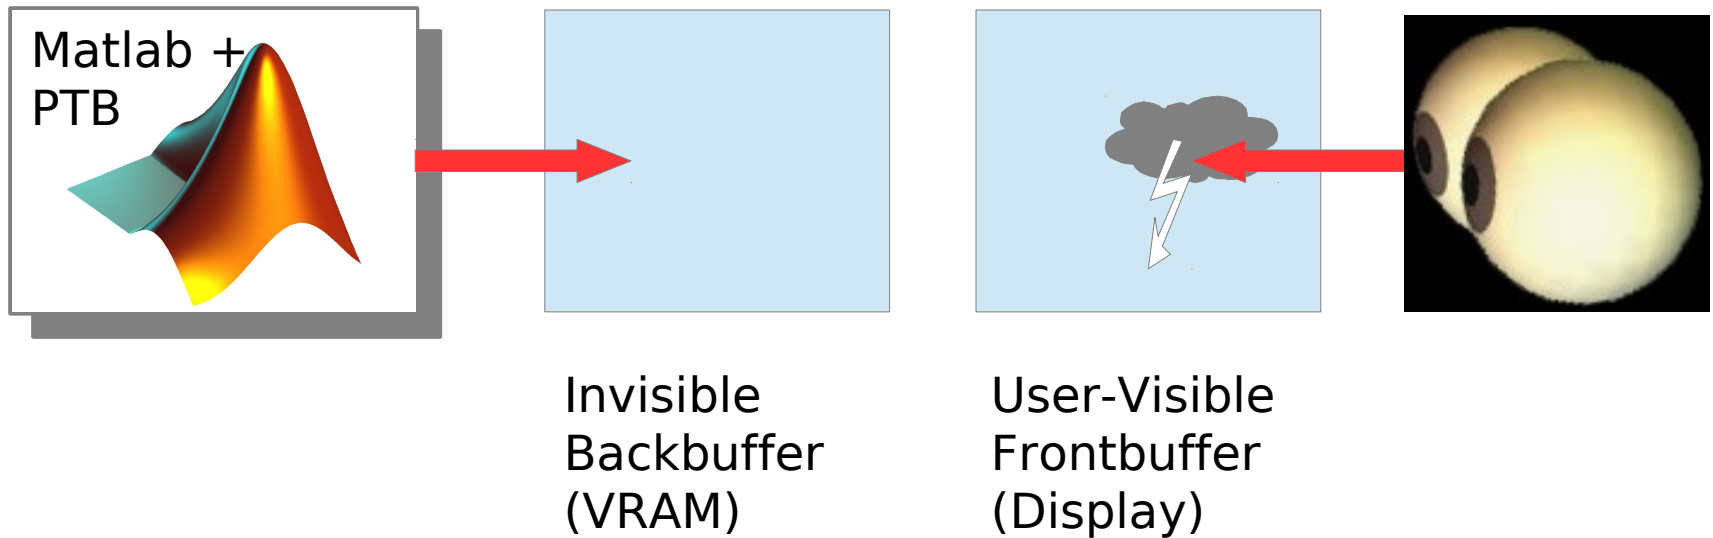 Matlab +
PTB
Invisible
Backbuffer
(VRAM)
User-Visible
Frontbuffer
(Display)